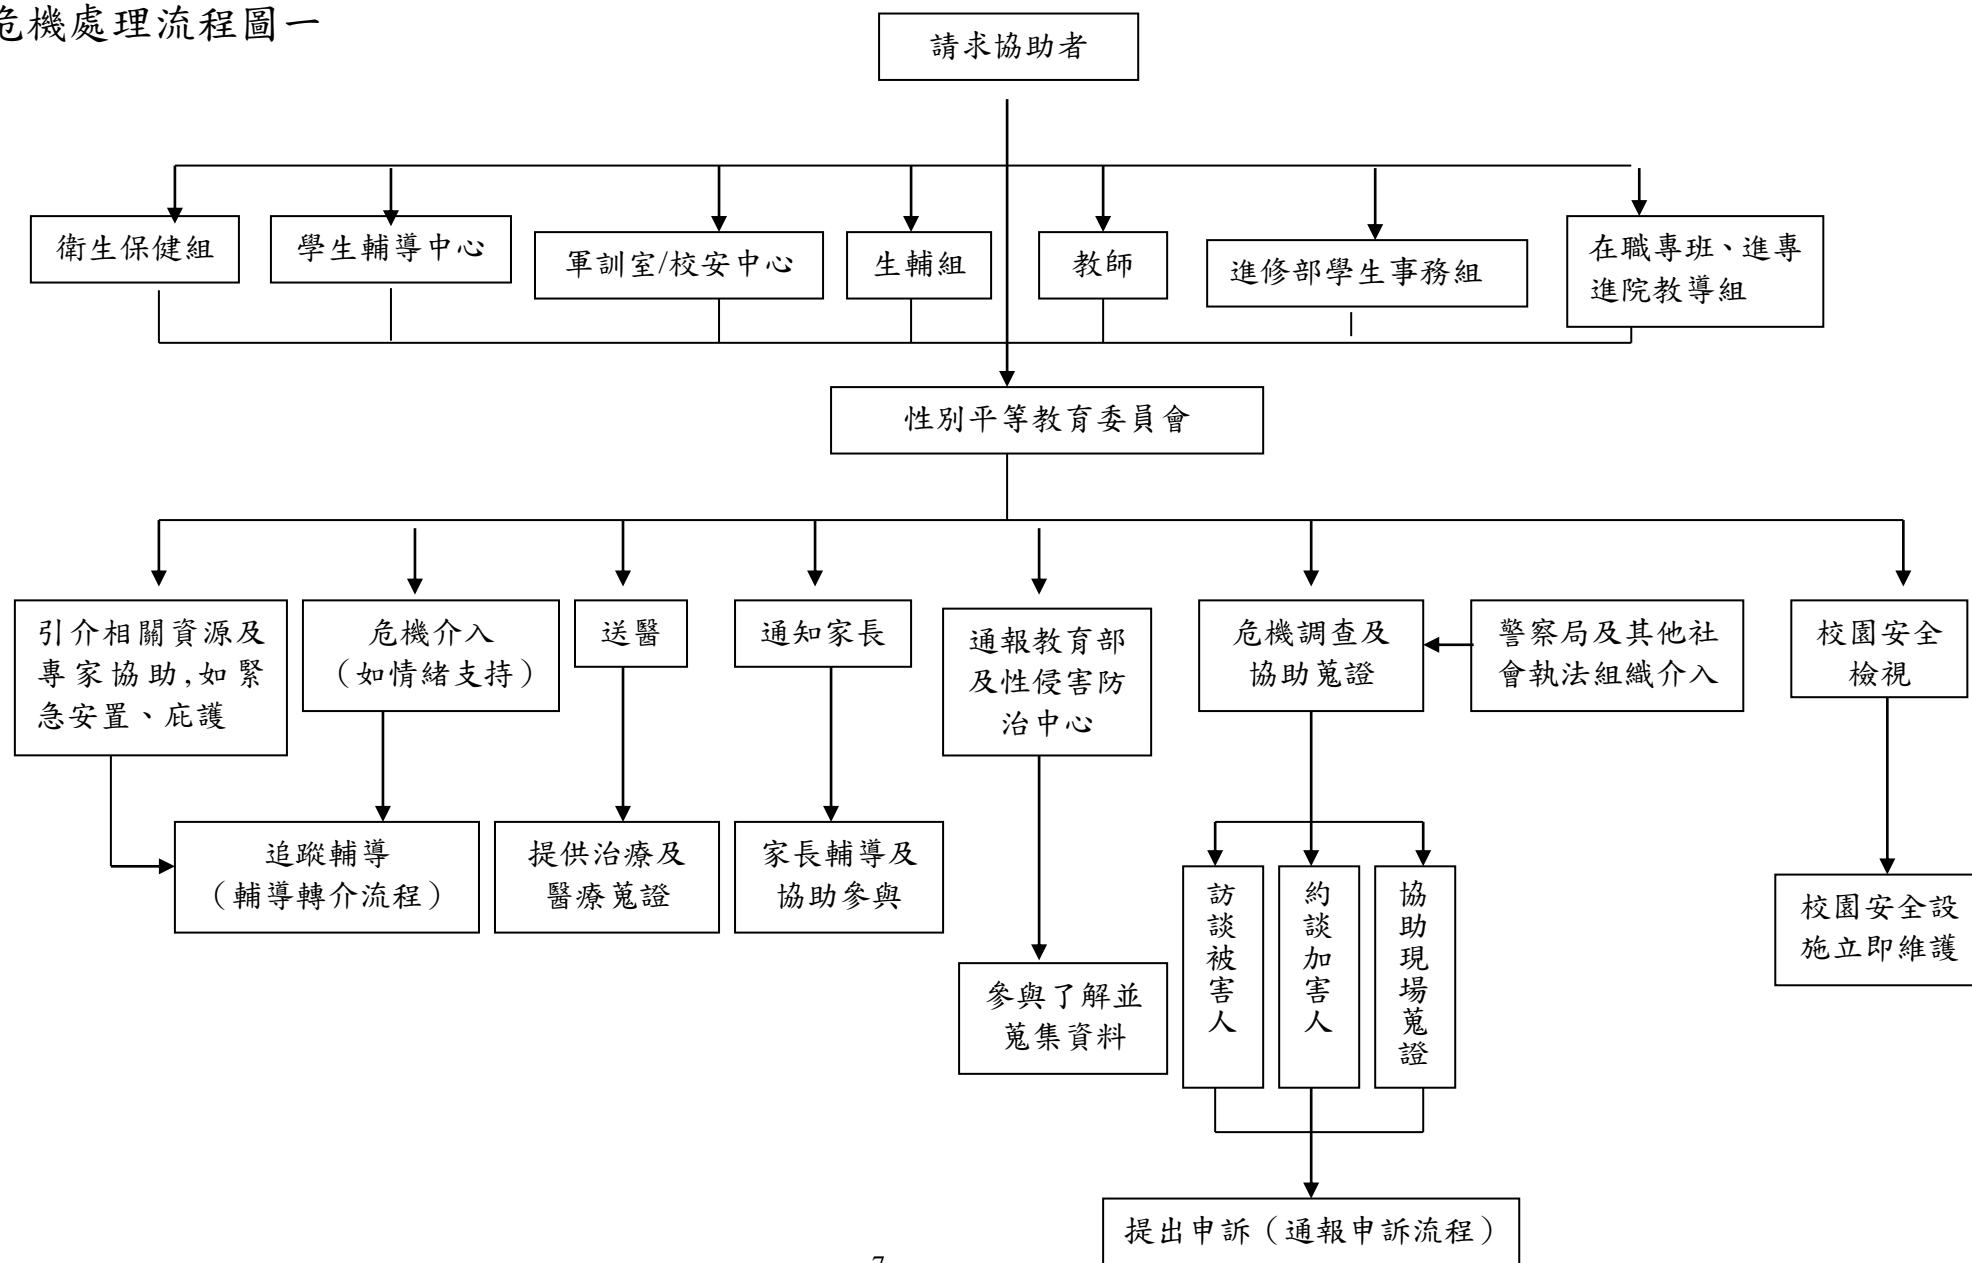 危機處理流程圖一
請求協助者
衛生保健組
學生輔導中心
軍訓室/校安中心
生輔組
教師
進修部學生事務組
在職專班、進專
進院教導組
性別平等教育委員會
引介相關資源及
專家協助,如緊
急安置、庇護
危機介入
（如情緒支持）
送醫
通知家長
通報教育部
及性侵害防
治中心
危機調查及
協助蒐證
警察局及其他社
會執法組織介入
校園安全
檢視
追蹤輔導
（輔導轉介流程）
提供治療及
醫療蒐證
家長輔導及
協助參與
參與了解並
蒐集資料
訪談被害人
約談加害人
協助現場蒐證
校園安全設
施立即維護
提出申訴（通報申訴流程）
7